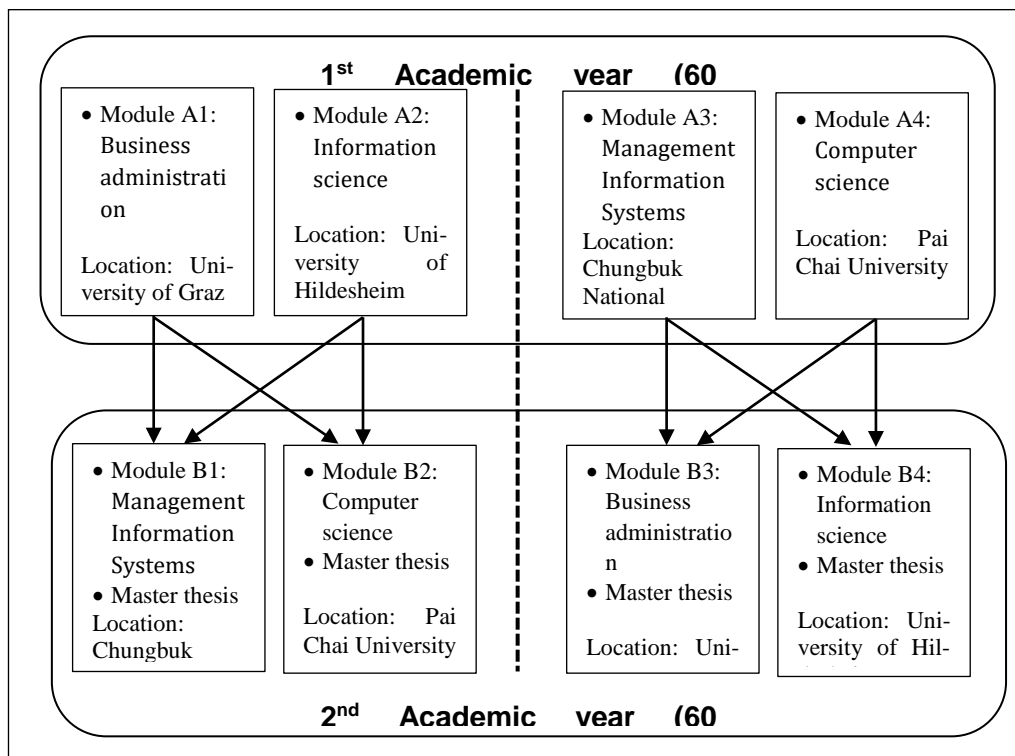 1st Academic year (60
• Module A1:
Business
administrati
on
Location: Uni-
versity of Graz
• Module A2:
Information
science
Location: Uni-
versity of
Hildesheim
• Module A3:
Management
Information
Systems
Location:
Chungbuk
National
• Module A4:
Computer
science
Location: Pai
Chai University
• Module B1:
Management
Information
Systems
• Master thesis
Location:
Chungbuk
• Module B2:
Computer
science
• Master thesis
Location: Pai
Chai University
• Module B3:
Business
administratio
n
• Master thesis
Location: Uni-
• Module B4:
Information
science
• Master thesis
Location: Uni-
versity of Hil-
2nd Academic year (60